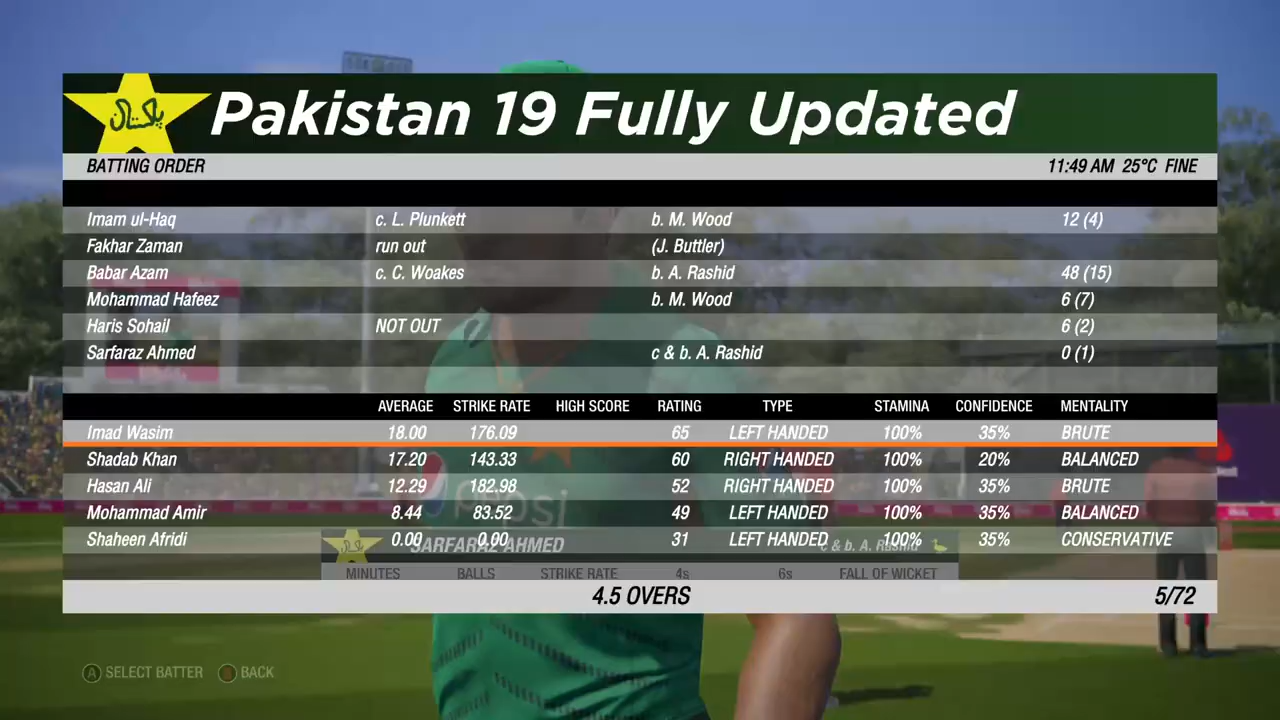 پاکستان
Pakistan 19 Fully Updated
BATTING ORDER 11:49 AM 25°C FINE
Imam ul-Haq c. L. Plunkett b. M. Wood 12 (4)
Fakhar Zaman run out (J. Buttler)
Babar Azam c. C. Woakes b. A. Rashid 48 (15)
Mohammad Hafeez b. M. Wood 6 (7)
Haris Sohail NOT OUT 6 (2)
Sarfaraz Ahmed c & b. A. Rashid 0 (1)
AVERAGE STRIKE RATE HIGH SCORE RATING TYPE STAMINA CONFIDENCE MENTALITY
Imad Wasim 18.00 176.09 65 LEFT HANDED 100% 35% BRUTE
Shadab Khan 17.20 143.33 60 RIGHT HANDED 100% 20% BALANCED
Hasan Ali 12.29 182.98 52 RIGHT HANDED 100% 35% BRUTE
pepsi
Mohammad Amir 8.44 83.52 49 LEFT HANDED 100% 35% BALANCED
Shaheen Afridi 0.00 0.00 31 LEFT HANDED 100% 35% CONSERVATIVE
SARFARAZ AHMED c & b. A. Rashid
MINUTES BALLS STRIKE RATE 4s 6s FALL OF WICKET
4.5 OVERS 5/72
A SELECT BATTER B BACK